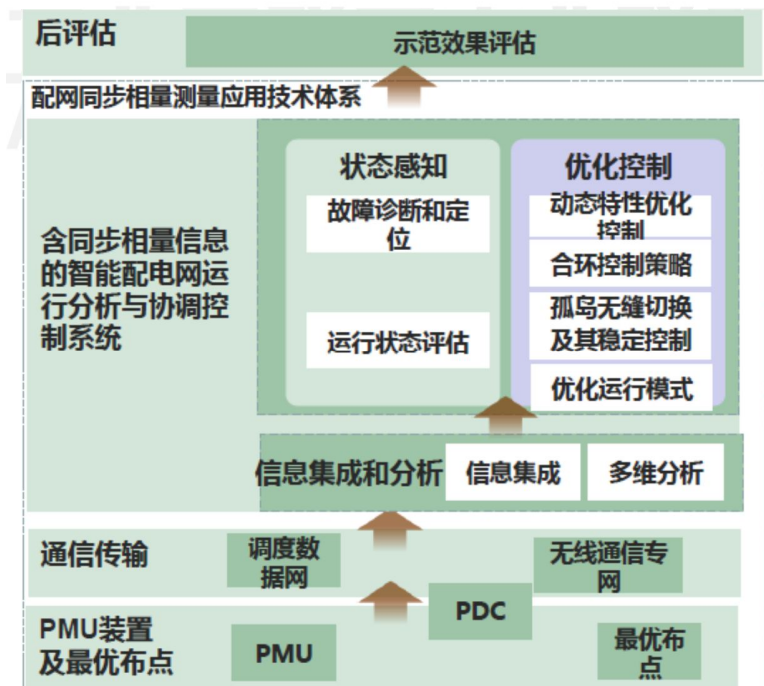 后评估
示范效果评估
配网同步相量测量应用技术体系
含同步相量信息
的智能配电网运
行分析与协调控
制系统
状态感知
故障诊断和定
位
运行状态评估
优化控制
动态特性优化
控制
合环控制策略
孤岛无缝切换
及其稳定控制
优化运行模式
信息集成和分析
信息集成
多维分析
通信传输
调度数
据网
无线通信专
网
PDC
PMU装置
及最优布点
PMU
最优布
点